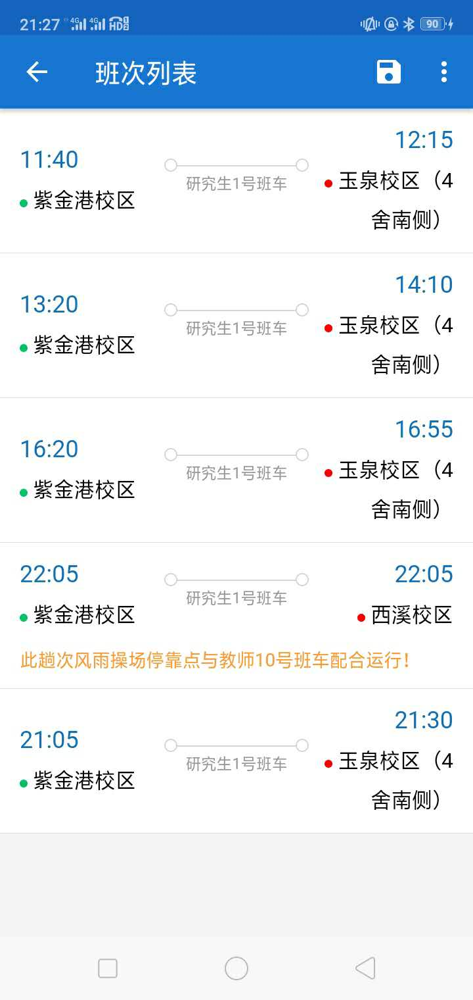 21:27 4G 4G HD 1 2 90
班次列表
12:15
11:40
研究生1号班车
玉泉校区（4
紫金港校区
舍南侧）
14:10
13:20
研究生1号班车
玉泉校区（4
紫金港校区
舍南侧）
16:55
16:20
研究生1号班车
玉泉校区（4
紫金港校区
舍南侧）
22:05 22:05
研究生1号班车
紫金港校区 西溪校区
此趟次风雨操场停靠点与教师10号班车配合运行！
21:30
21:05
研究生1号班车
玉泉校区（4
紫金港校区
舍南侧）